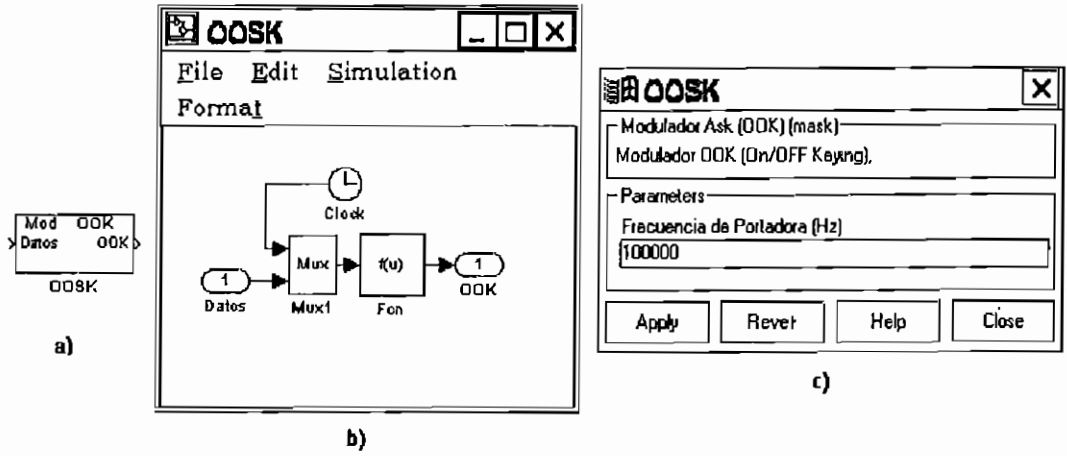 Mod OOK
Datos OOK
OOSK
a)
OOSK
File Edit Simulation
Format
Clock
Mux
f(u)
1
1
Datos
Mux1
Fcn
OOK
b)
OOSK
Modulador Ask (OOK) (mask)
Modulador OOK (On/OFF Keying),
Parameters
Frecuencia de Portadora (Hz)
100000
Apply Revert Help Close
c)